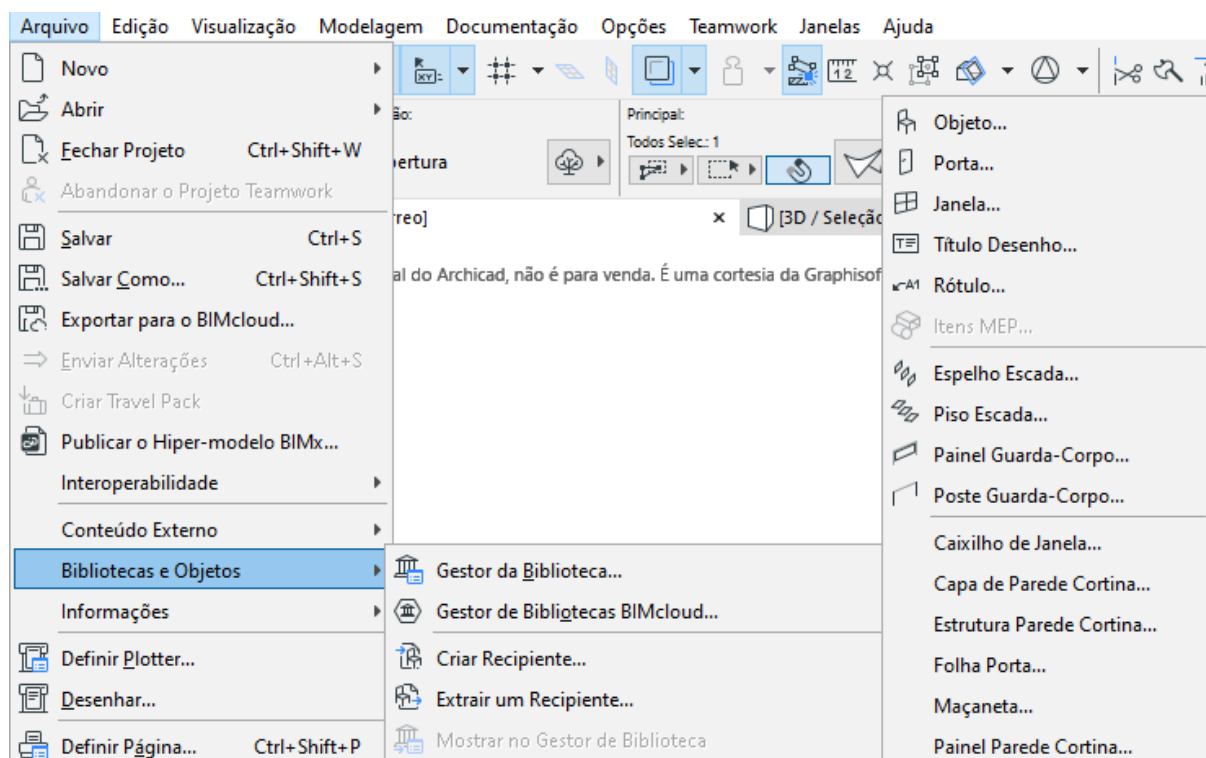 Arquivo Edição Visualização Modelagem Documentação Opções Teamwork Janelas Ajuda
Novo
Abrir
Fechar Projeto Ctrl+Shift+W
Abandonar o Projeto Teamwork
Salvar Ctrl+S
Salvar Como... Ctrl+Shift+S
Exportar para o BIMcloud...
Enviar Alterações Ctrl+Alt+S
Criar Travel Pack
Publicar o Hiper-modelo BIMx...
Interoperabilidade
Conteúdo Externo
Bibliotecas e Objetos
Informações
Definir Plotter...
Desenhar...
Definir Página... Ctrl+Shift+P
ão:
pertura
Principal:
Todos Selec.: 1
rreo]
[3D / Seleção
al do Archicad, não é para venda. É uma cortesia da Graphisof
Gestor da Biblioteca...
Gestor de Bibliotecas BIMcloud...
Criar Recipiente...
Extrair um Recipiente...
Mostrar no Gestor de Biblioteca
Objeto...
Porta...
Janela...
Título Desenho...
Rótulo...
Itens MEP...
Espelho Escada...
Piso Escada...
Painel Guarda-Corpo...
Poste Guarda-Corpo...
Caixilho de Janela...
Capa de Parede Cortina...
Estrutura Parede Cortina...
Folha Porta...
Maçaneta...
Painel Parede Cortina...